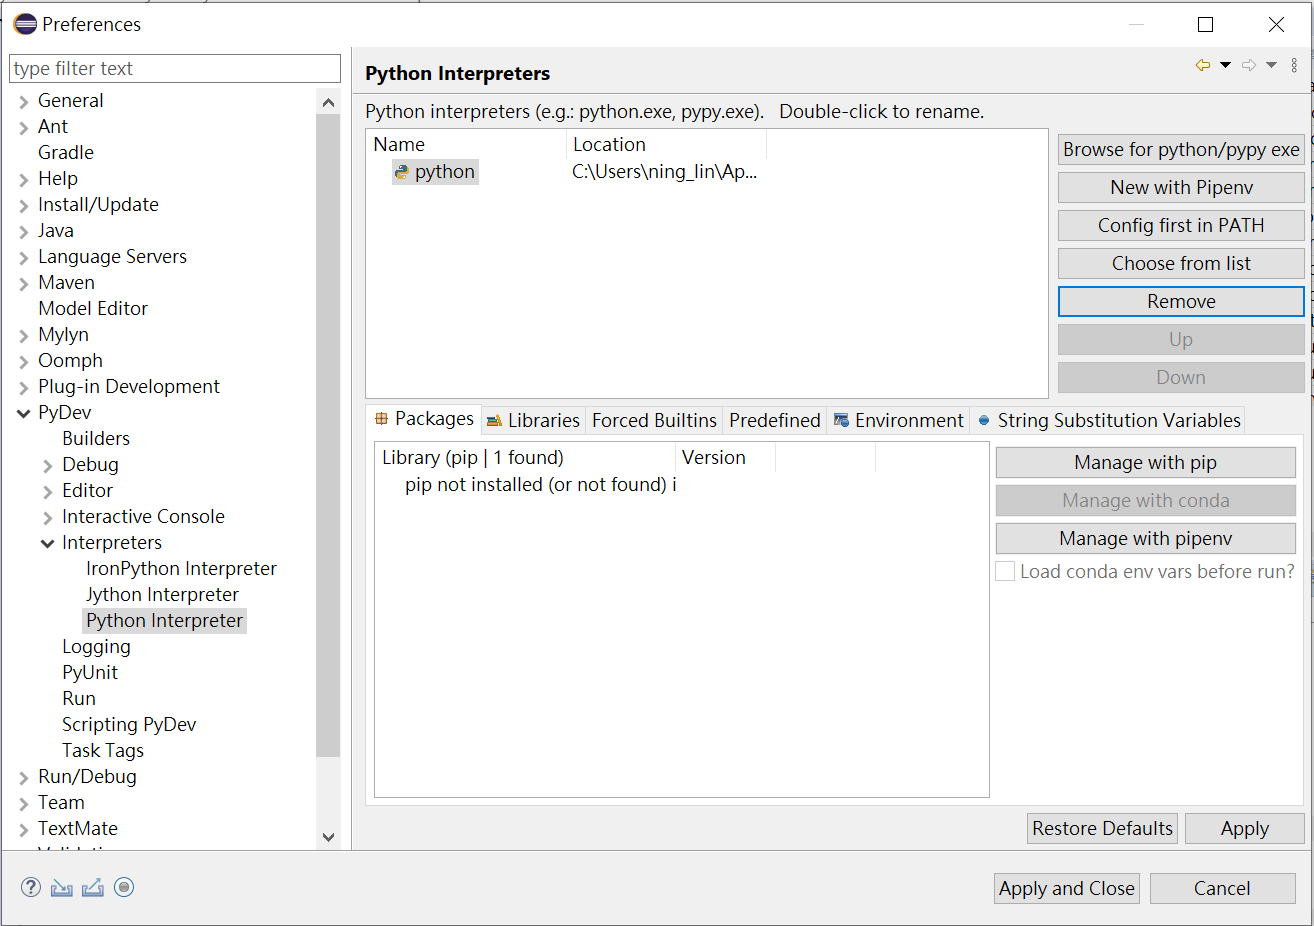 Preferences
type filter text
General
Ant
Gradle
Help
Install/Update
Java
Language Servers
Maven
Model Editor
Mylyn
Oomph
Plug-in Development
PyDev
Builders
Debug
Editor
Interactive Console
Interpreters
IronPython Interpreter
Jython Interpreter
Python Interpreter
Logging
PyUnit
Run
Scripting PyDev
Task Tags
Run/Debug
Team
TextMate
Python Interpreters
Python interpreters (e.g.: python.exe, pypy.exe).   Double-click to rename.
Name Location
python C:\Users\ning_lin\Ap...
Browse for python/pypy exe
New with Pipenv
Config first in PATH
Choose from list
Remove
Up
Down
Packages Libraries Forced Builtins Predefined Environment String Substitution Variables
Library (pip | 1 found) Version
pip not installed (or not found) i
Manage with pip
Manage with conda
Manage with pipenv
Load conda env vars before run?
Restore Defaults Apply
Apply and Close Cancel